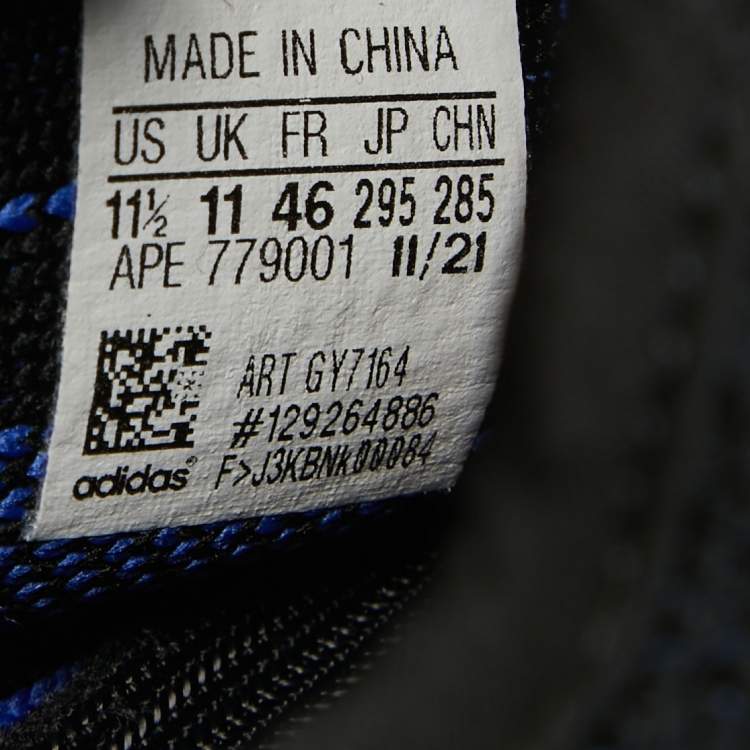 MADE IN CHINA
US UK FR JP CHN
11½ 11 46 295 285
APE 779001 11/21
ART GY7164
#129264886
F>J3KBNK00084
adidas®